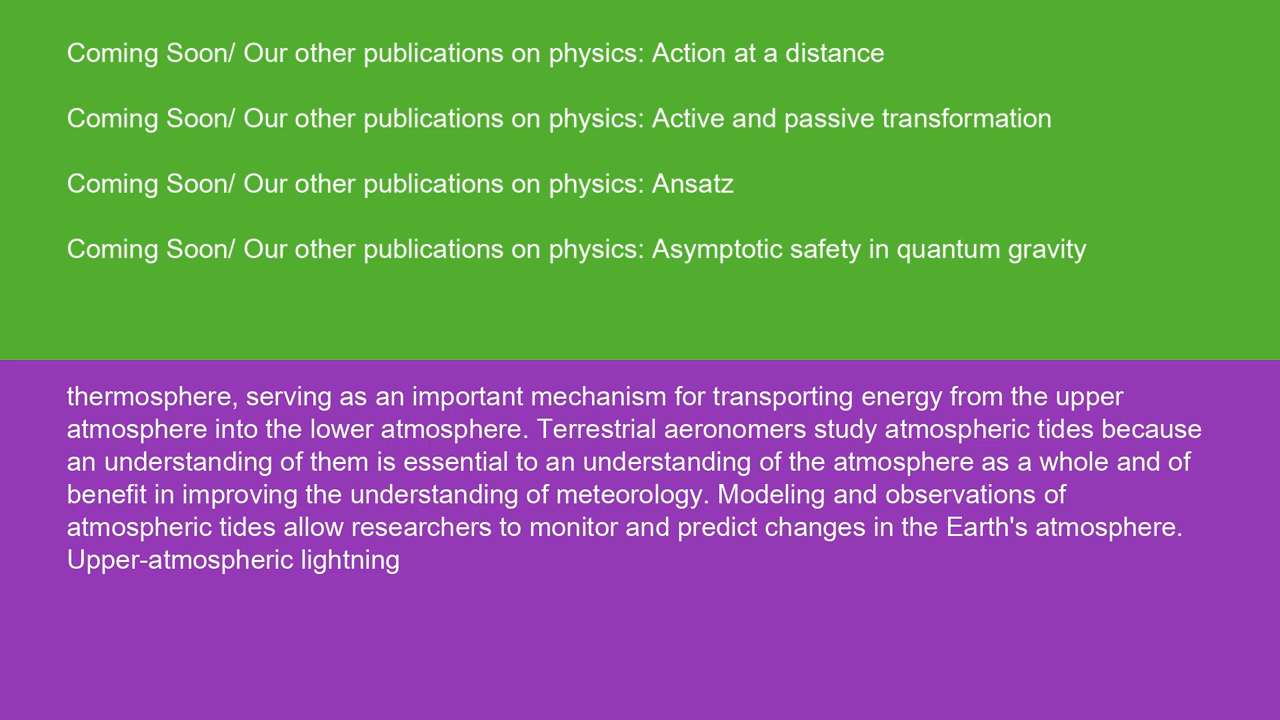 Coming Soon/ Our other publications on physics: Action at a distance
Coming Soon/ Our other publications on physics: Active and passive transformation
Coming Soon/ Our other publications on physics: Ansatz
Coming Soon/ Our other publications on physics: Asymptotic safety in quantum gravity
thermosphere, serving as an important mechanism for transporting energy from the upper
atmosphere into the lower atmosphere. Terrestrial aeronomers study atmospheric tides because
an understanding of them is essential to an understanding of the atmosphere as a whole and of
benefit in improving the understanding of meteorology. Modeling and observations of
atmospheric tides allow researchers to monitor and predict changes in the Earth's atmosphere.
Upper-atmospheric lightning